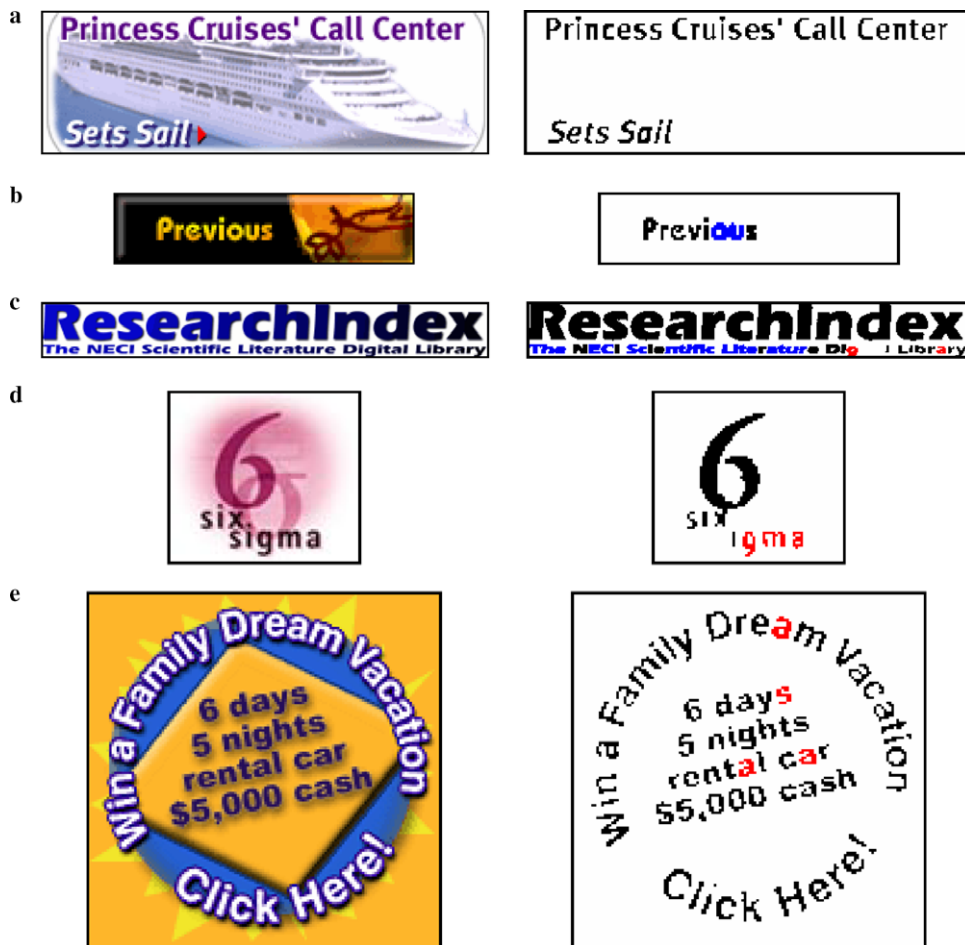 a
Princess Cruises' Call Center
Sets Sail
Princess Cruises' Call Center
Sets Sail
b
Previous
Previous
c
ResearchIndex
The NECI Scientific Literature Digital Library
ResearchIndex
The NECI Scientific Literature Dig l Library
d
6
six
sigma
6
six
igma
e
Win a Family Dream Vacation
6 days
5 nights
rental car
$5,000 cash
Click Here!
Win a Family Dream Vacation
6 days
5 nights
rental car
$5,000 cash
Click Here!